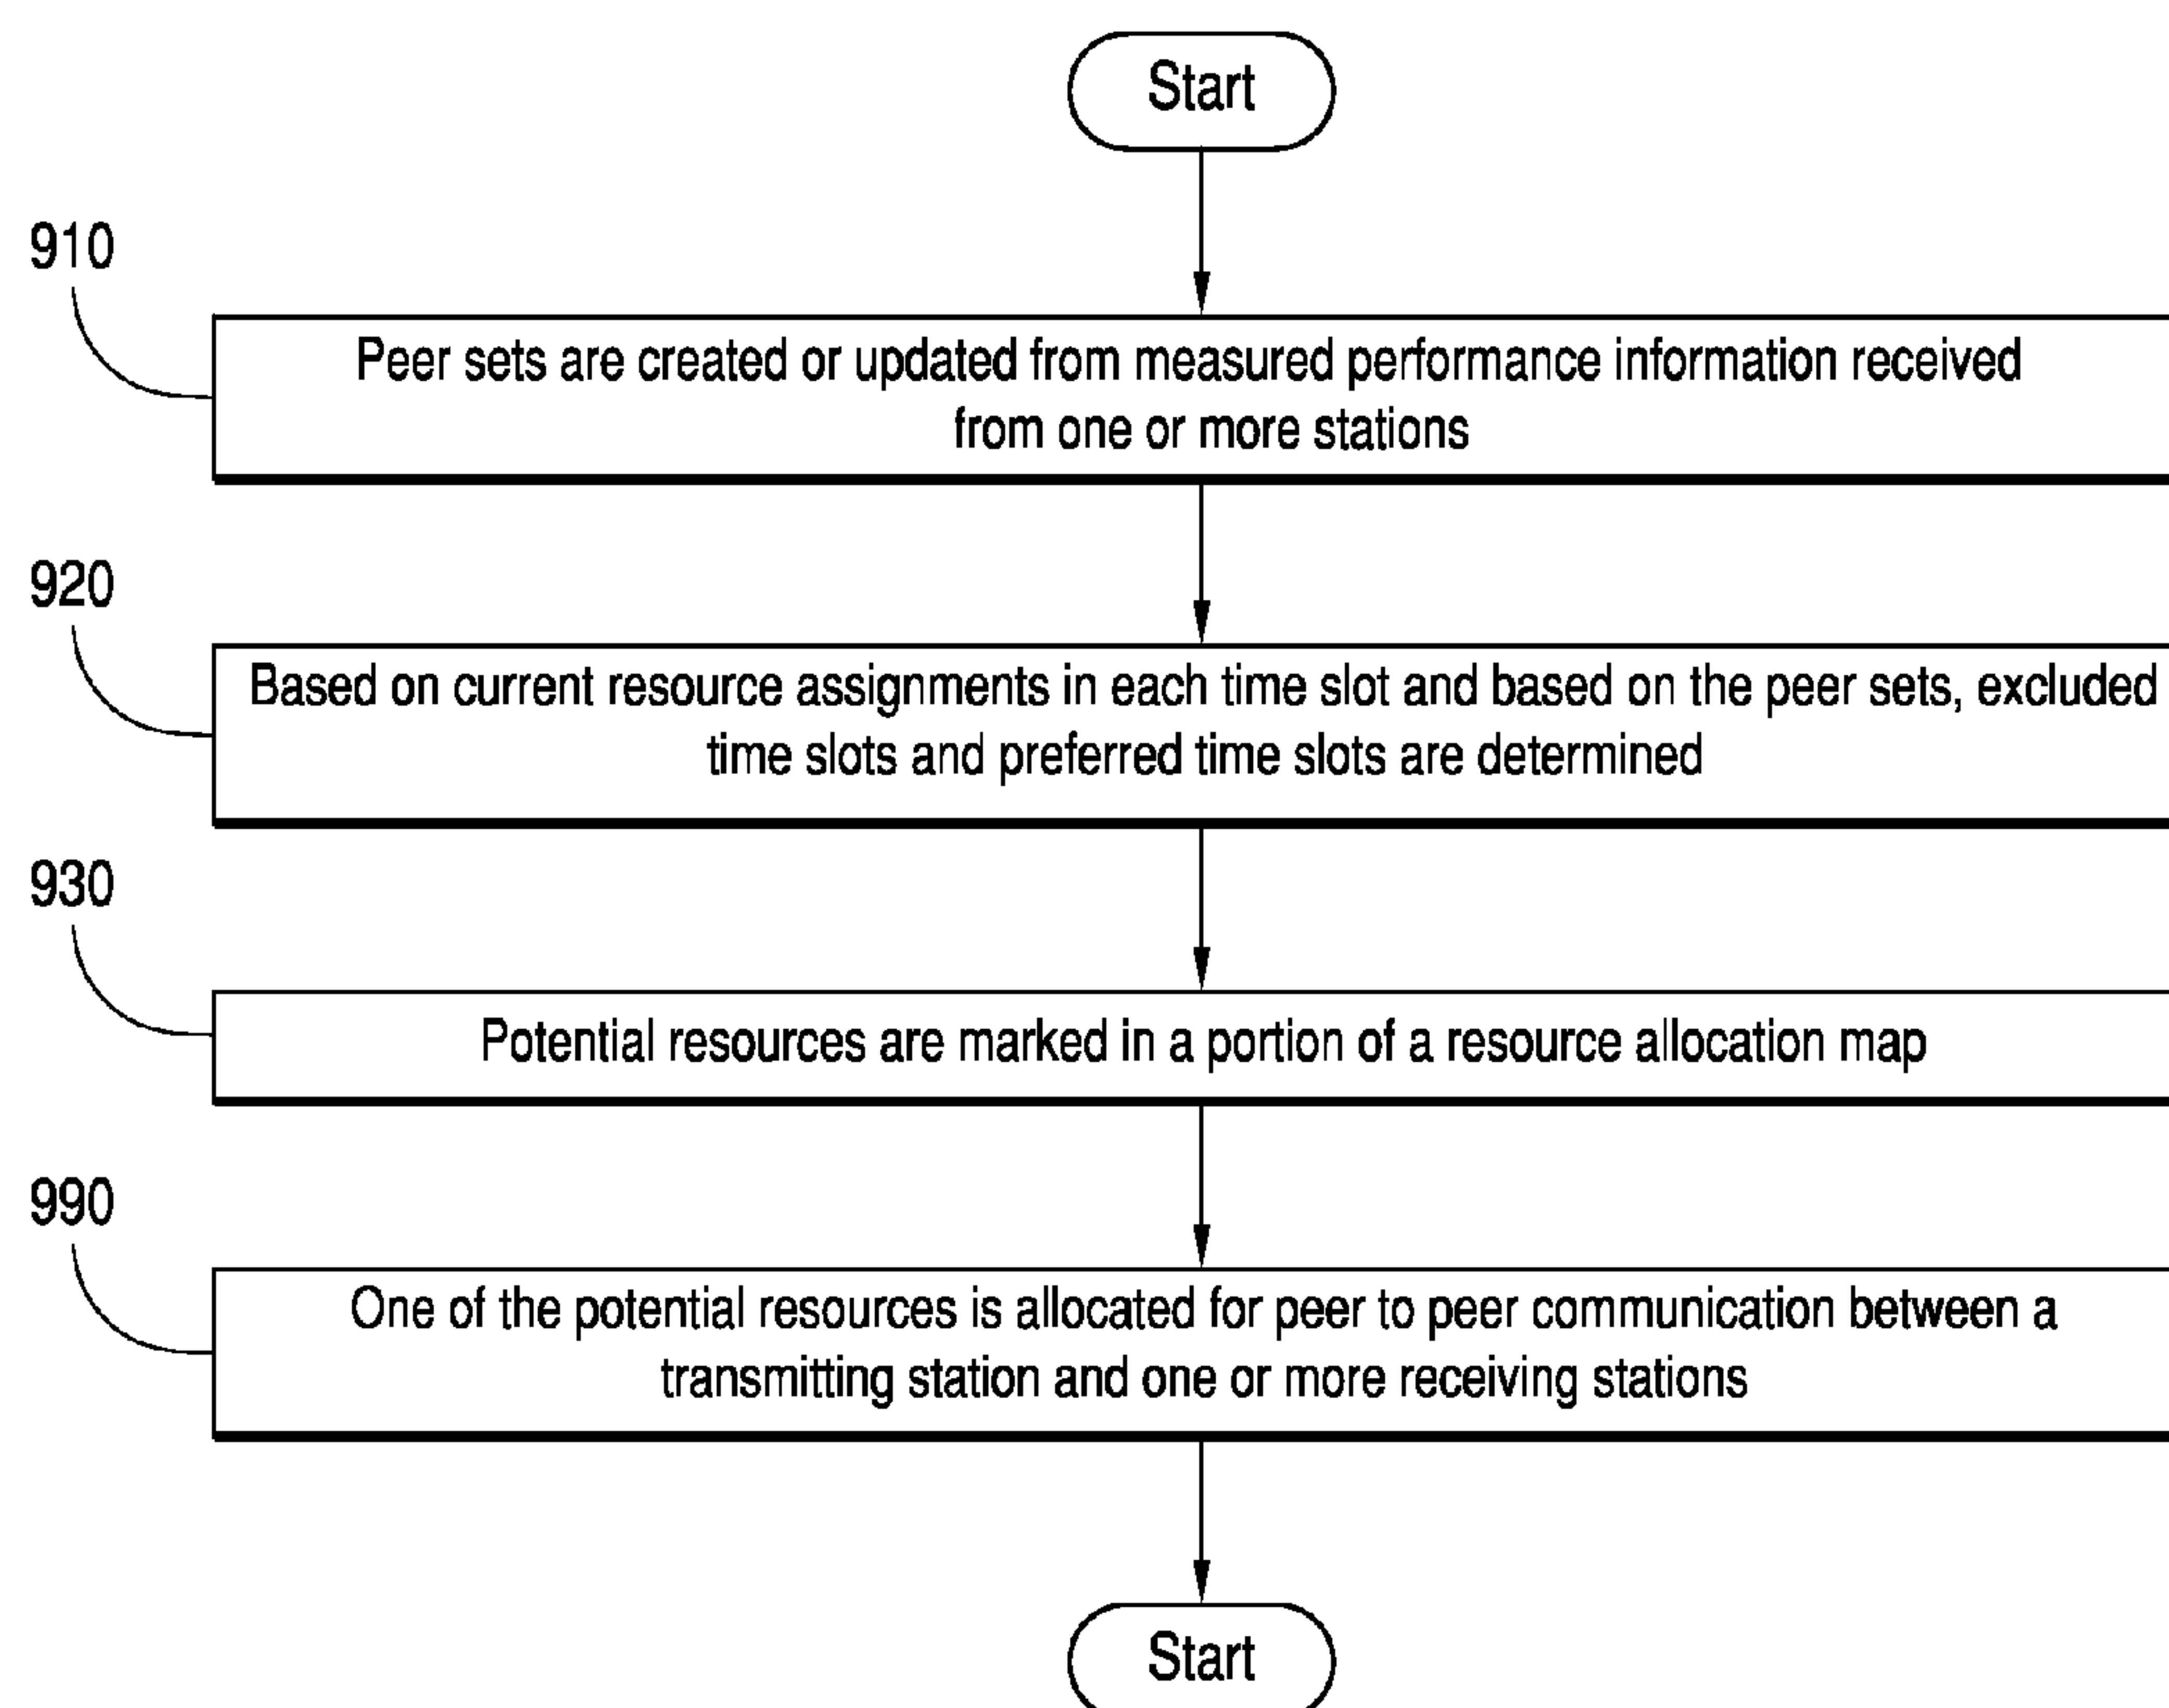 Start
910
Peer sets are created or updated from measured performance information received
from one or more stations
920
Based on current resource assignments in each time slot and based on the peer sets, excluded
time slots and preferred time slots are determined
930
Potential resources are marked in a portion of a resource allocation map
990
One of the potential resources is allocated for peer to peer communication between a
transmitting station and one or more receiving stations
Start